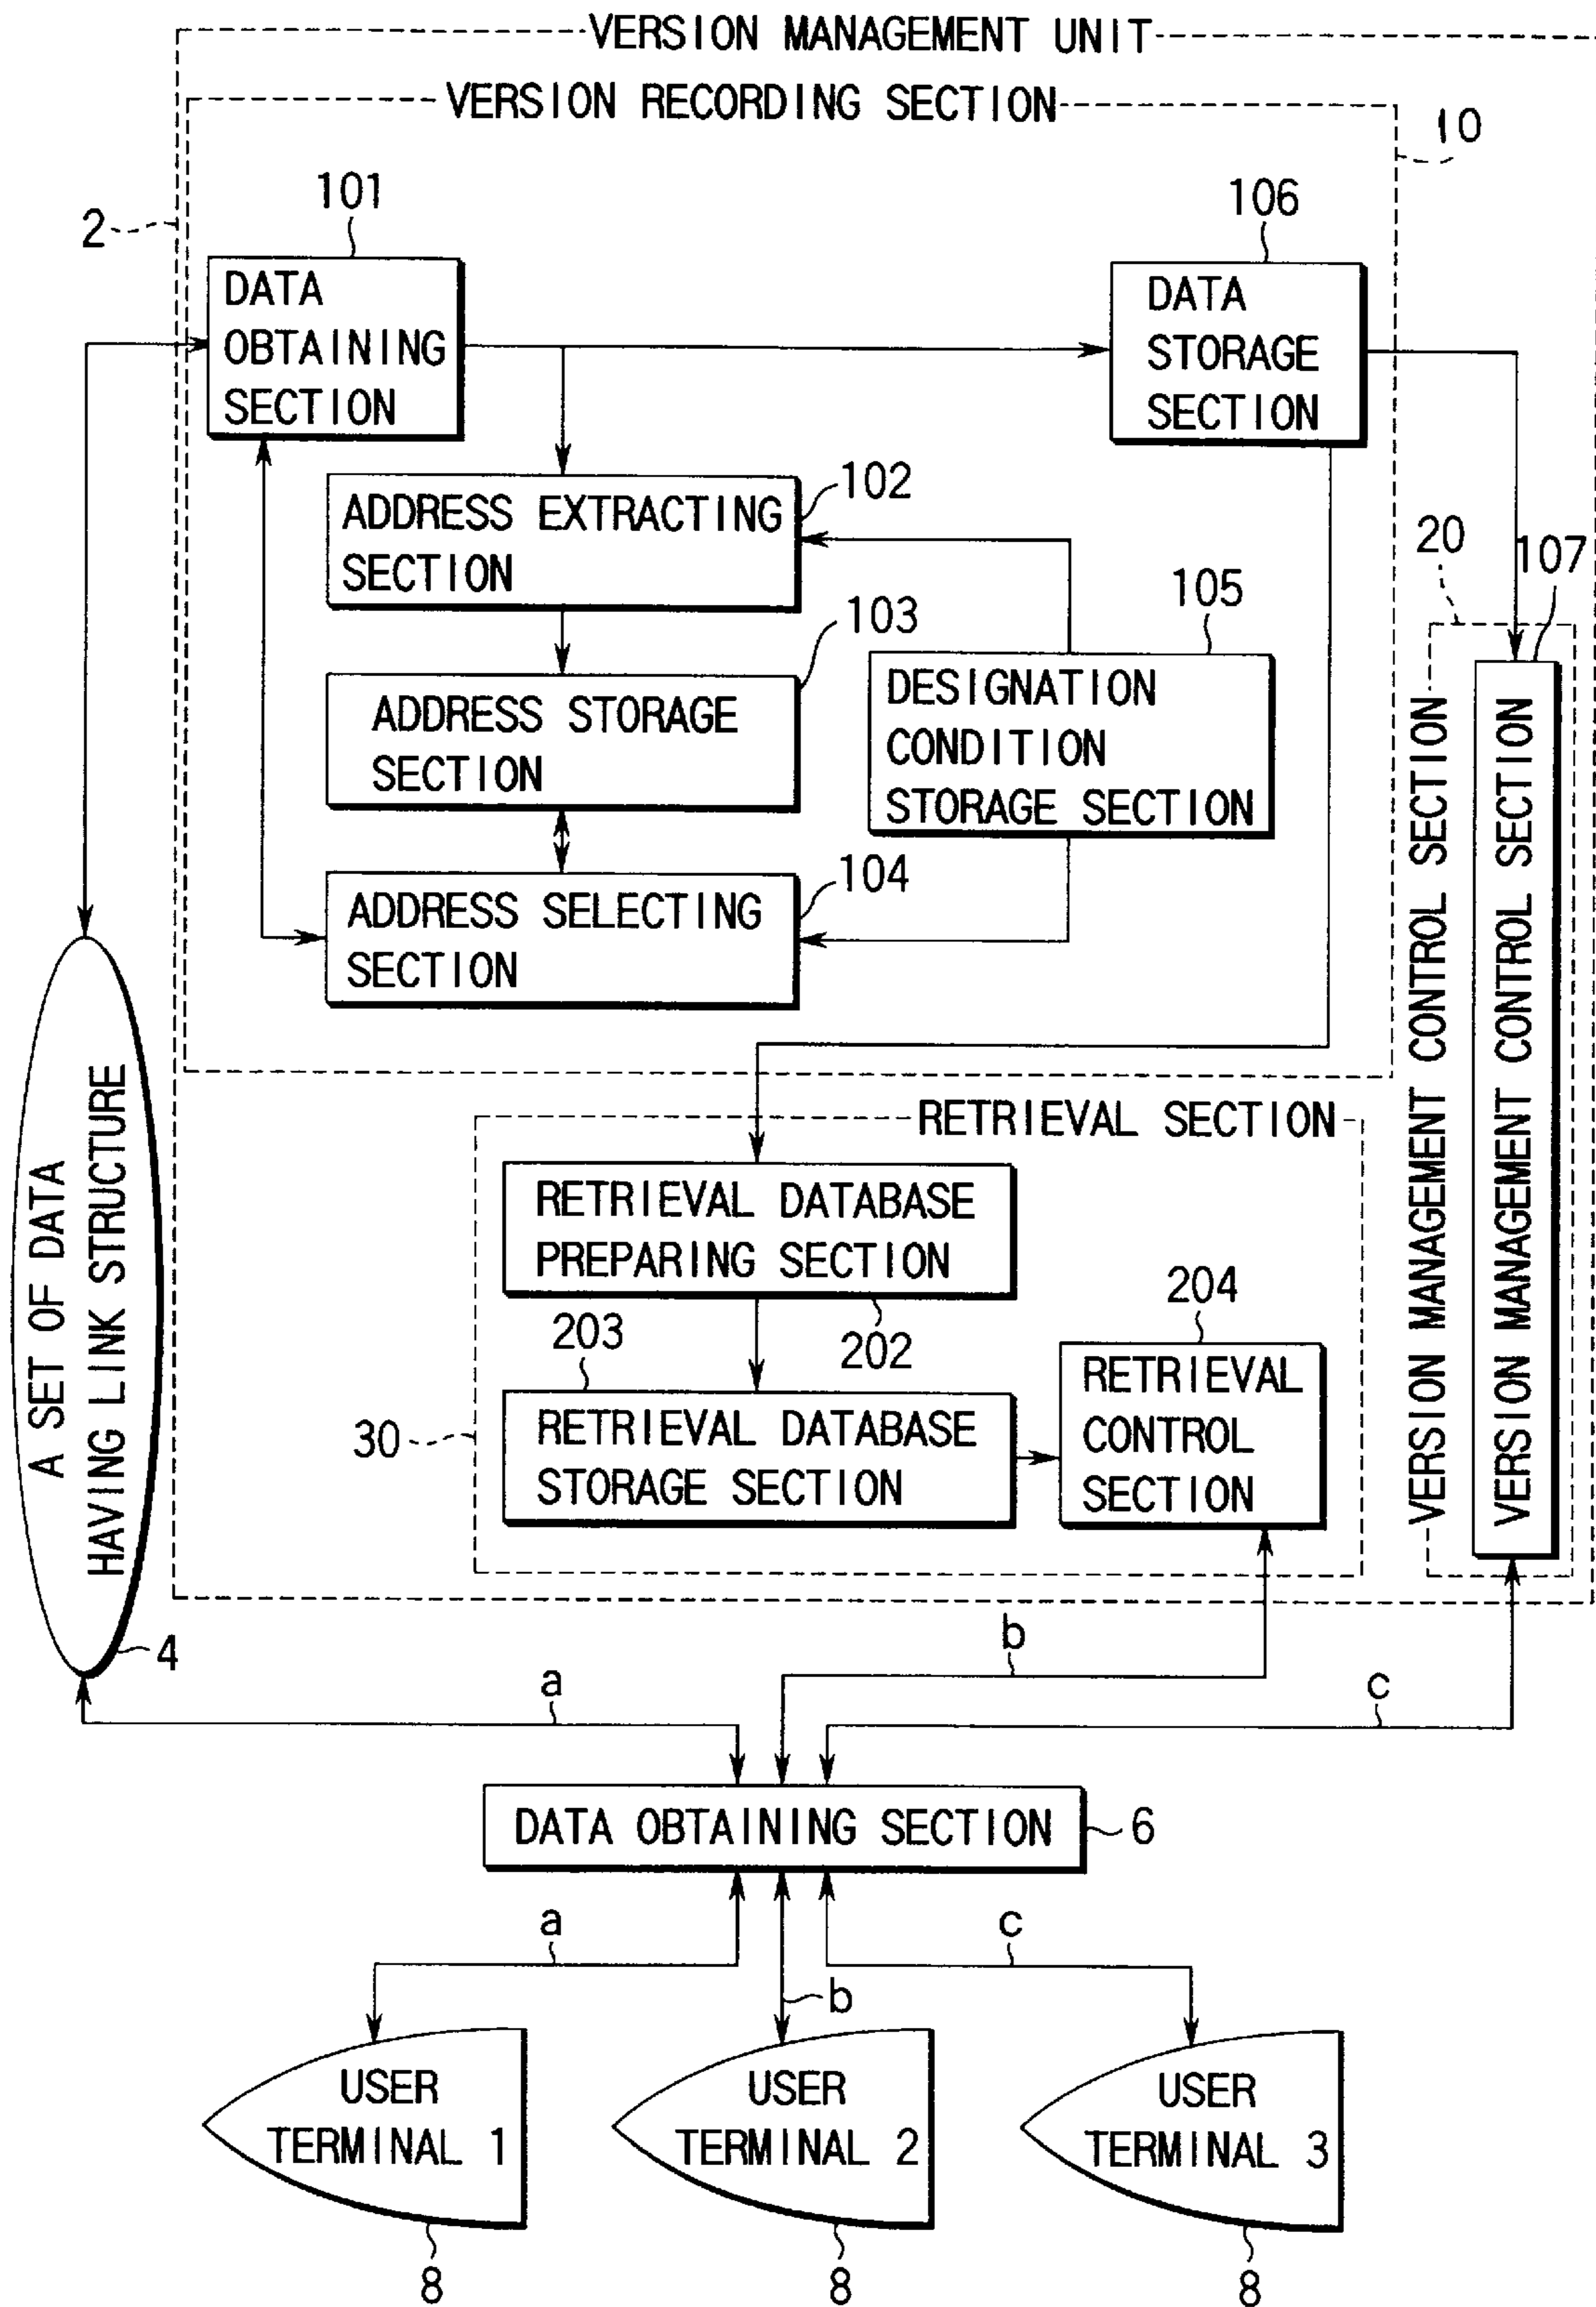 VERSION MANAGEMENT UNIT
VERSION RECORDING SECTION
10
101
106
2
DATA
OBTAINING
SECTION
DATA
STORAGE
SECTION
102
ADDRESS EXTRACTING
SECTION
20
107
103
105
ADDRESS STORAGE
SECTION
DESIGNATION
CONDITION
STORAGE SECTION
104
ADDRESS SELECTING
SECTION
VERSION MANAGEMENT CONTROL SECTION
VERSION MANAGEMENT CONTROL SECTION
A SET OF DATA
HAVING LINK STRUCTURE
RETRIEVAL SECTION
RETRIEVAL DATABASE
PREPARING SECTION
204
203
202
30
RETRIEVAL DATABASE
STORAGE SECTION
RETRIEVAL
CONTROL
SECTION
4
b
a
c
DATA OBTAINING SECTION
6
a
c
b
USER
TERMINAL 1
USER
TERMINAL 2
USER
TERMINAL 3
8
8
8